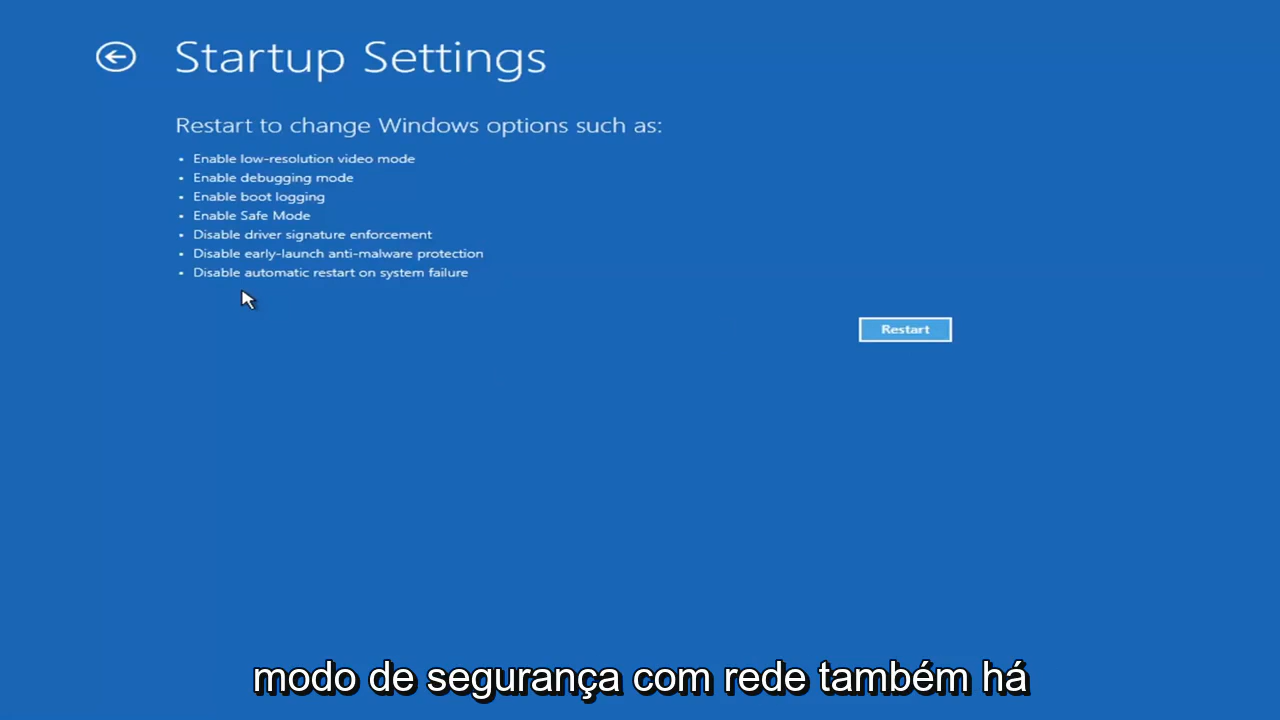 Startup Settings
Restart to change Windows options such as:
• Enable low-resolution video mode
• Enable debugging mode
• Enable boot logging
• Enable Safe Mode
• Disable driver signature enforcement
• Disable early-launch anti-malware protection
• Disable automatic restart on system failure
Restart
modo de segurança com rede também há